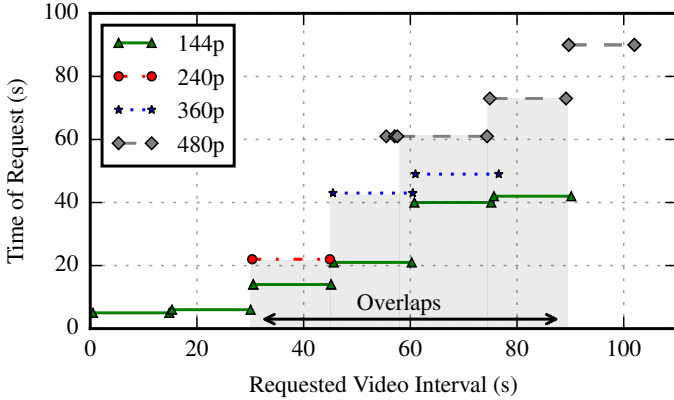 100
80
60
40
20
0
Time of Request (s)
144p
240p
360p
480p
Overlaps
0 20 40 60 80 100
Requested Video Interval (s)